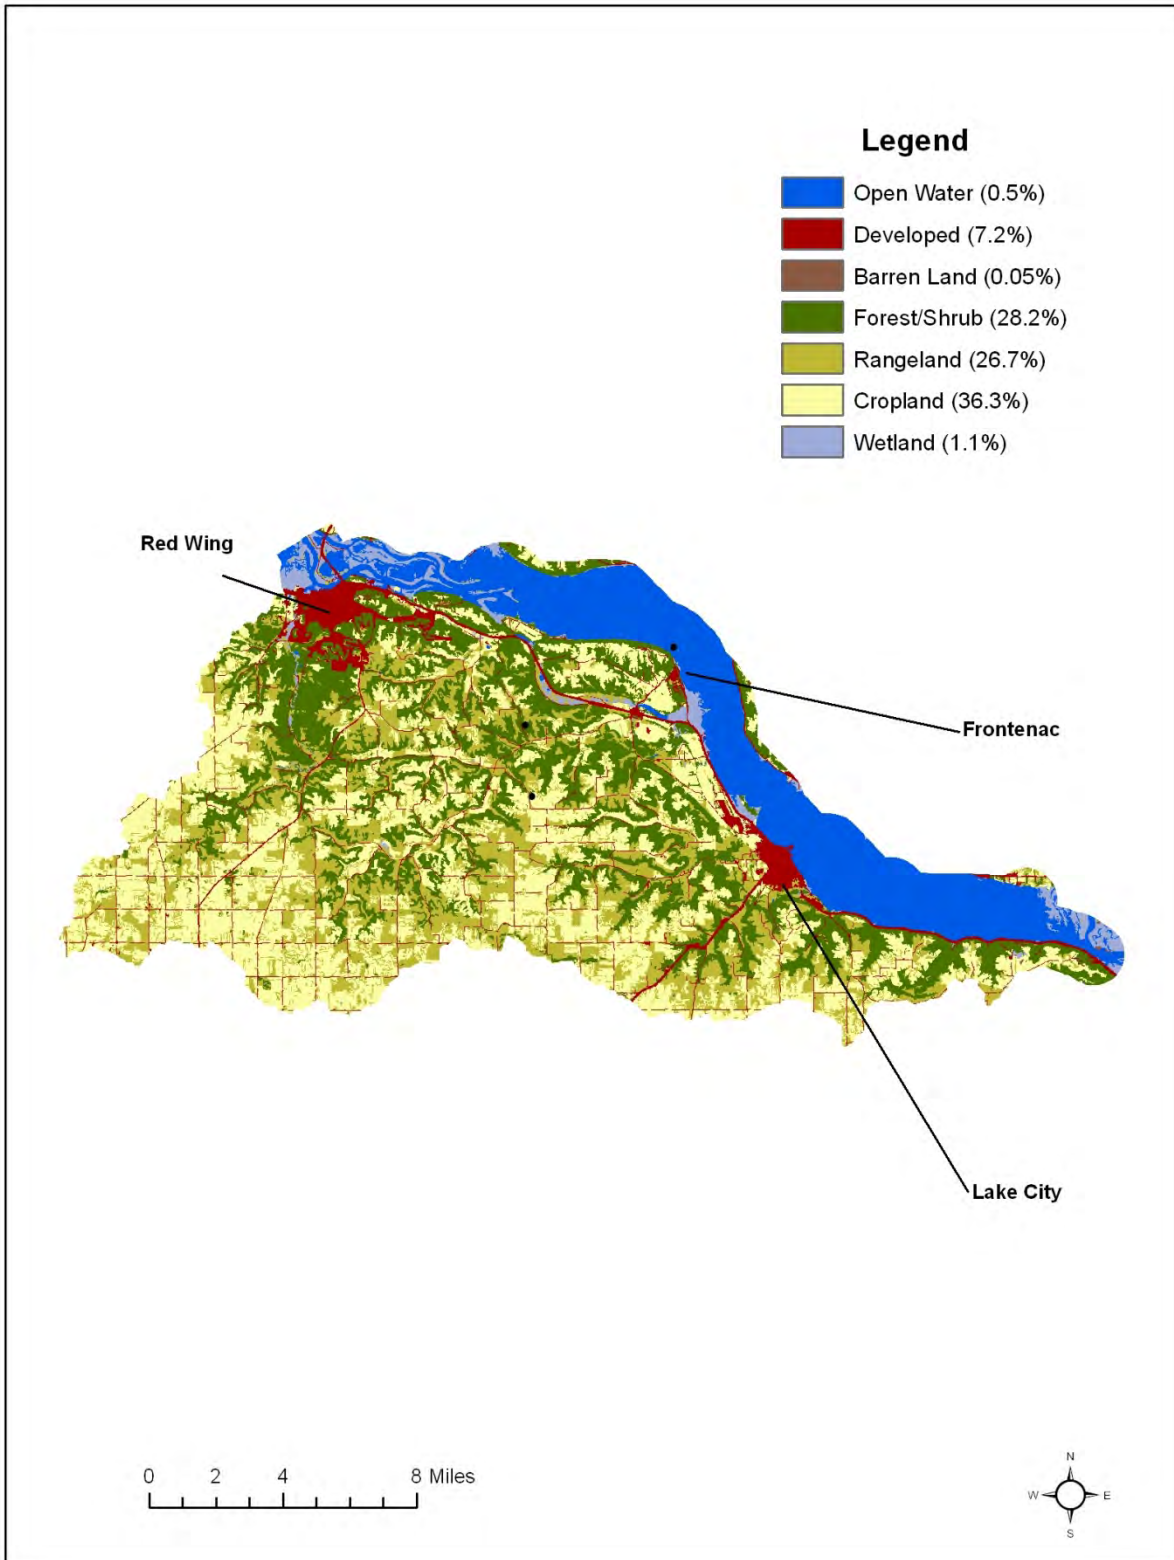 Legend
Open Water (0.5%)
Developed (7.2%)
Barren Land (0.05%)
Forest/Shrub (28.2%)
Rangeland (26.7%)
Cropland (36.3%)
Wetland (1.1%)
Red Wing
Frontenac
Lake City
0 2 4 8 Miles
N
W E
S